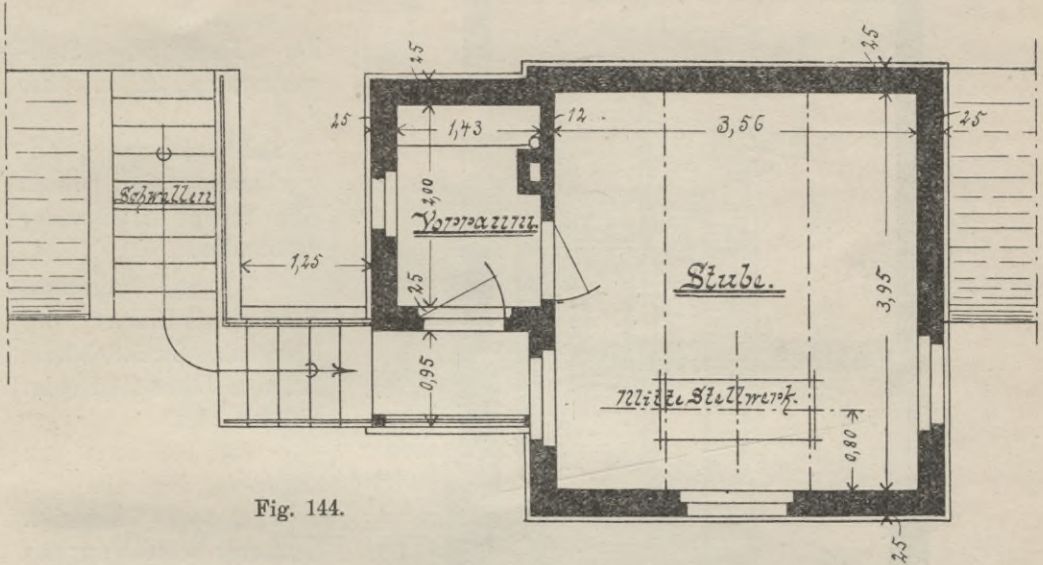 25
25
25
1,43
12
3,56
25
Schwellen
2,00
Vorraum
1,25
25
Stube.
3,95
0,95
Mitte Stellwerk.
0,80
Fig. 144.
25